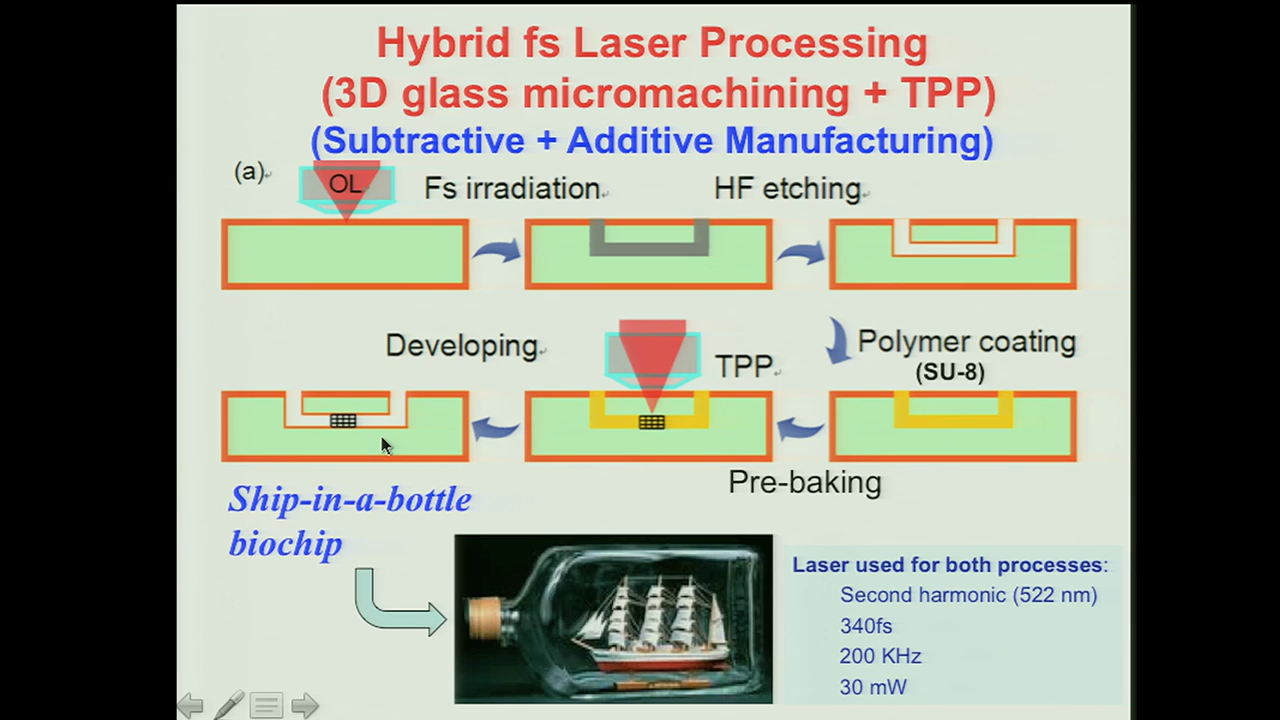 Hybrid fs Laser Processing
(3D glass micromachining + TPP)
(Subtractive + Additive Manufacturing)
(a)
OL
Fs irradiation
HF etching
Developing
TPP
Polymer coating
(SU-8)
Pre-baking
Ship-in-a-bottle
biochip
Laser used for both processes:
Second harmonic (522 nm)
340fs
200 KHz
30 mW